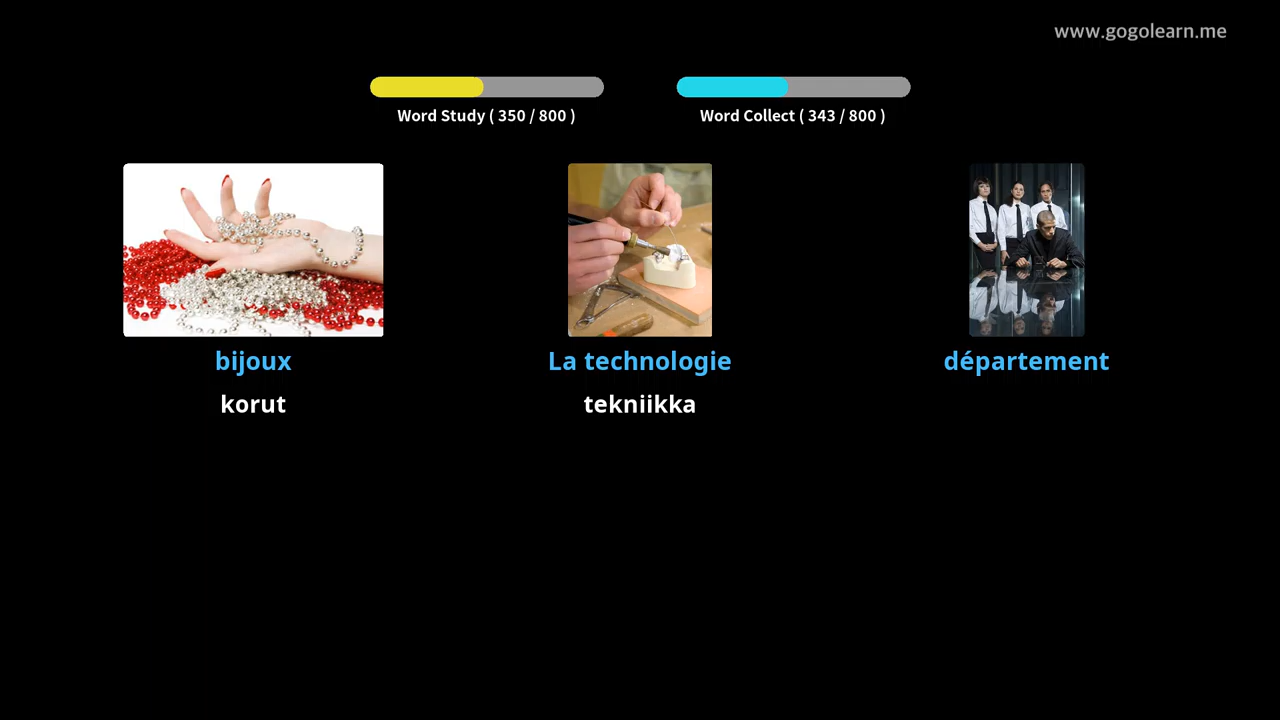 www.gogolearn.me
Word Study ( 350 / 800 )
Word Collect ( 343 / 800 )
bijoux
La technologie
département
korut
tekniikka